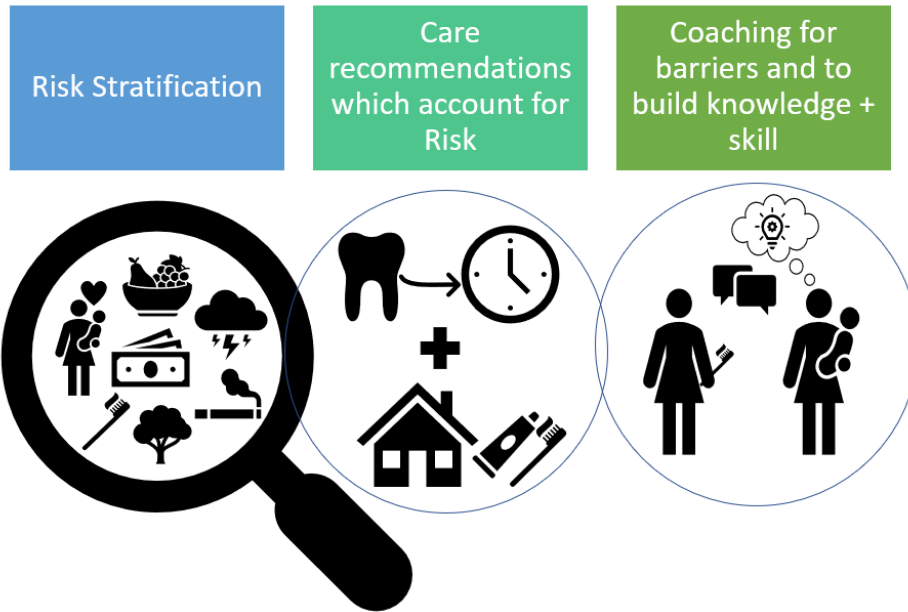 Risk Stratification
Care
recommendations
which account for
Risk
Coaching for
barriers and to
build knowledge +
skill